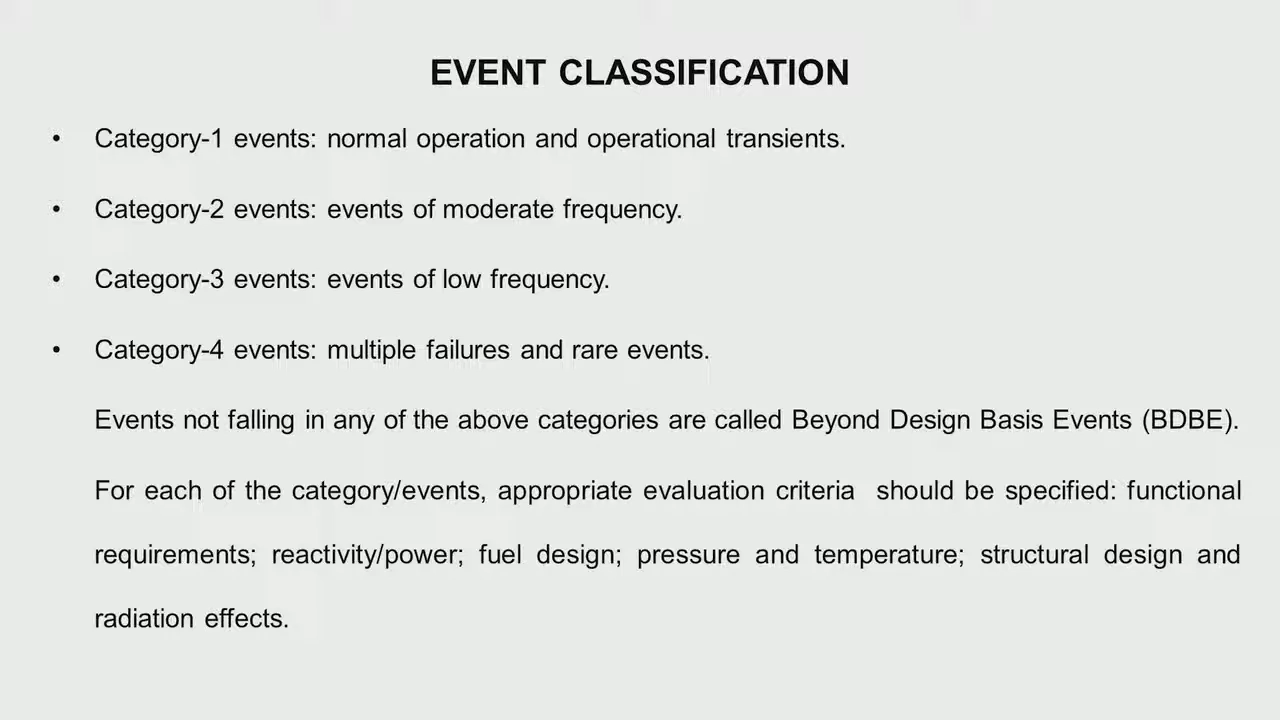 EVENT CLASSIFICATION
• Category-1 events: normal operation and operational transients.
• Category-2 events: events of moderate frequency.
• Category-3 events: events of low frequency.
• Category-4 events: multiple failures and rare events.
Events not falling in any of the above categories are called Beyond Design Basis Events (BDBE).
For each of the category/events, appropriate evaluation criteria should be specified: functional
requirements; reactivity/power; fuel design; pressure and temperature; structural design and
radiation effects.